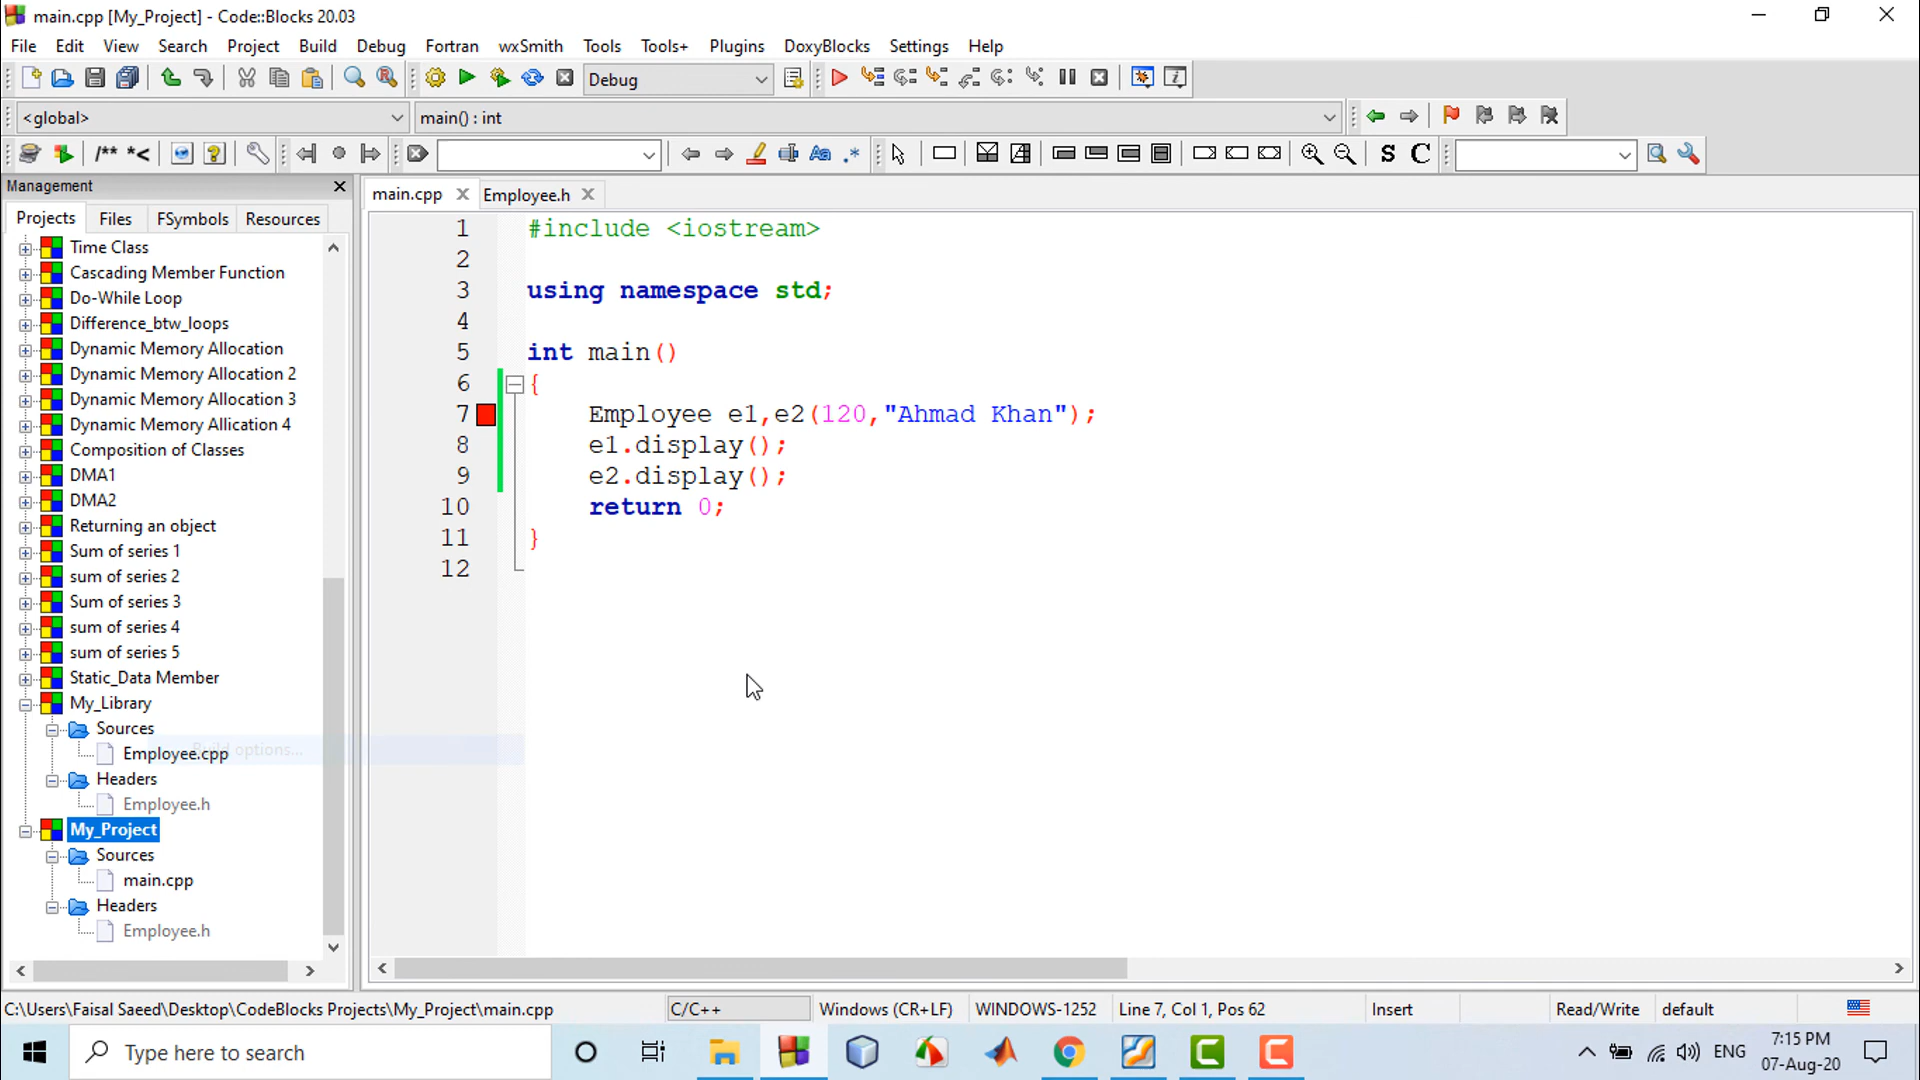 main.cpp [My_Project] - Code::Blocks 20.03
File Edit View Search Project Build Debug Fortran wxSmith Tools Tools+ Plugins DoxyBlocks Settings Help
Debug
<global> main() : int
/** *< Aa .* S C
Management
Projects Files FSymbols Resources
main.cpp Employee.h
Time Class
Cascading Member Function
Do-While Loop
Difference_btw_loops
Dynamic Memory Allocation
Dynamic Memory Allocation 2
Dynamic Memory Allocation 3
Dynamic Memory Allication 4
Composition of Classes
DMA1
DMA2
Returning an object
Sum of series 1
sum of series 2
Sum of series 3
sum of series 4
sum of series 5
Static_Data Member
My_Library
Sources
Employee.cpp
Build options...
Headers
Employee.h
My_Project
Sources
main.cpp
Headers
Employee.h
1 #include <iostream>
2
3 using namespace std;
4
5 int main()
6 {
7 Employee e1,e2(120,"Ahmad Khan");
8 e1.display();
9 e2.display();
10 return 0;
11 }
12
C:\Users\Faisal Saeed\Desktop\CodeBlocks Projects\My_Project\main.cpp C/C++ Windows (CR+LF) WINDOWS-1252 Line 7, Col 1, Pos 62 Insert Read/Write default
Type here to search
ENG
7:15 PM
07-Aug-20